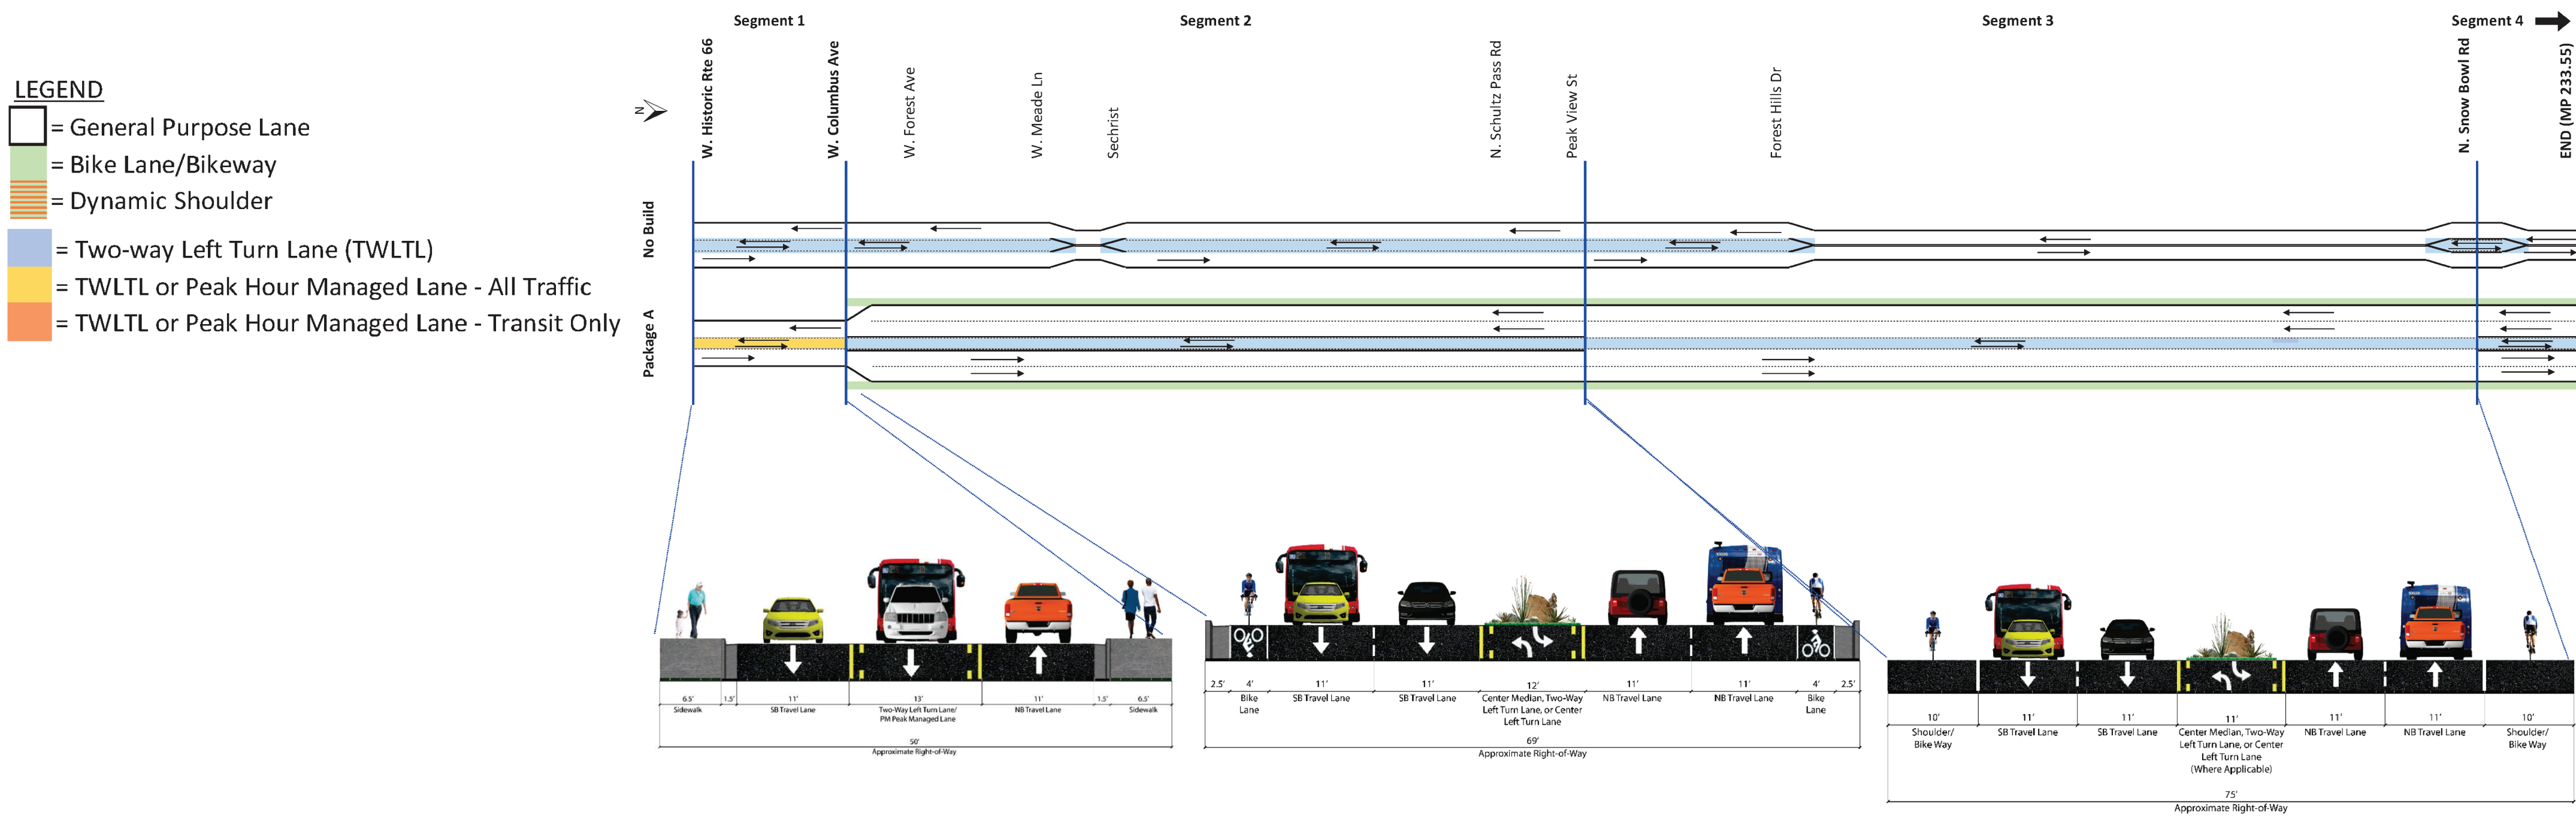 Segment 1
Segment 2
Segment 3
Segment 4
LEGEND
= General Purpose Lane
= Bike Lane/Bikeway
= Dynamic Shoulder
= Two-way Left Turn Lane (TWLTL)
= TWLTL or Peak Hour Managed Lane - All Traffic
= TWLTL or Peak Hour Managed Lane - Transit Only
N
W. Historic Rte 66
W. Columbus Ave
W. Forest Ave
W. Meade Ln
Sechrist
N. Schultz Pass Rd
Peak View St
Forest Hills Dr
N. Snow Bowl Rd
END (MP 233.55)
No Build
Package A
6.5'
1.5'
11'
13'
11'
1.5'
6.5'
Sidewalk
SB Travel Lane
Two-Way Left Turn Lane/
PM Peak Managed Lane
NB Travel Lane
Sidewalk
50'
Approximate Right-of-Way
2.5'
4'
11'
11'
12'
11'
11'
4'
2.5'
Bike
Lane
SB Travel Lane
SB Travel Lane
Center Median, Two-Way
Left Turn Lane, or Center
Left Turn Lane
NB Travel Lane
NB Travel Lane
Bike
Lane
69'
Approximate Right-of-Way
10'
11'
11'
11'
11'
11'
10'
Shoulder/
Bike Way
SB Travel Lane
SB Travel Lane
Center Median, Two-Way
Left Turn Lane, or Center
Left Turn Lane
(Where Applicable)
NB Travel Lane
NB Travel Lane
Shoulder/
Bike Way
75'
Approximate Right-of-Way